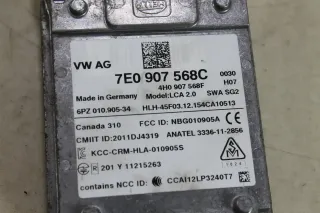 VW AG
7E0 907 568C 0030
4H0 907 568F H07
Made in Germany Model:LCA 2.0 SWA SG2
6PZ 010.905-34 HLH-45F03.12.154CA10513
Canada 310 FCC ID: NBG010905A
CMIIT ID:2011DJ4319 ANATEL 3336-11-2856
KCC-CRM-HLA-010905S
201 Y 11215263
contains NCC ID: CCAI12LP3240T7